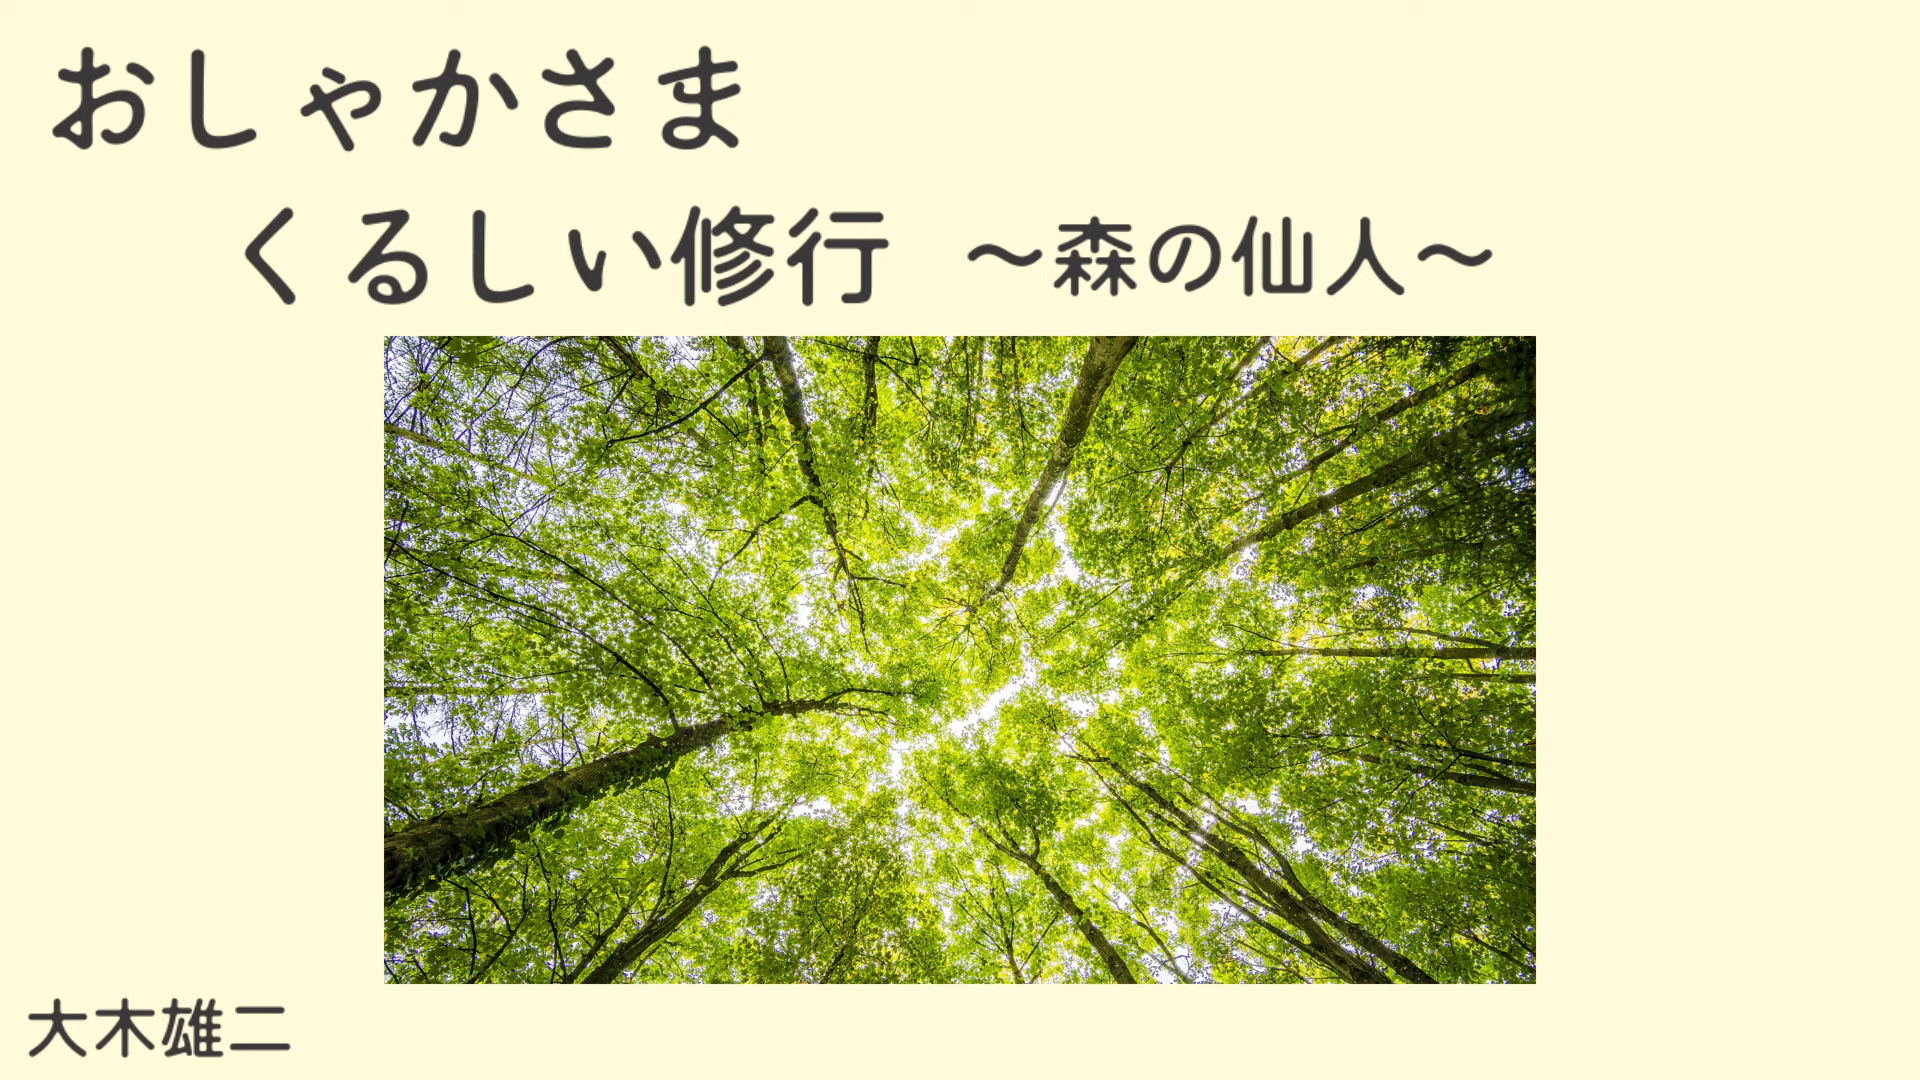 おしゃかさま
くるしい修行 ～森の仙人～
大木雄二